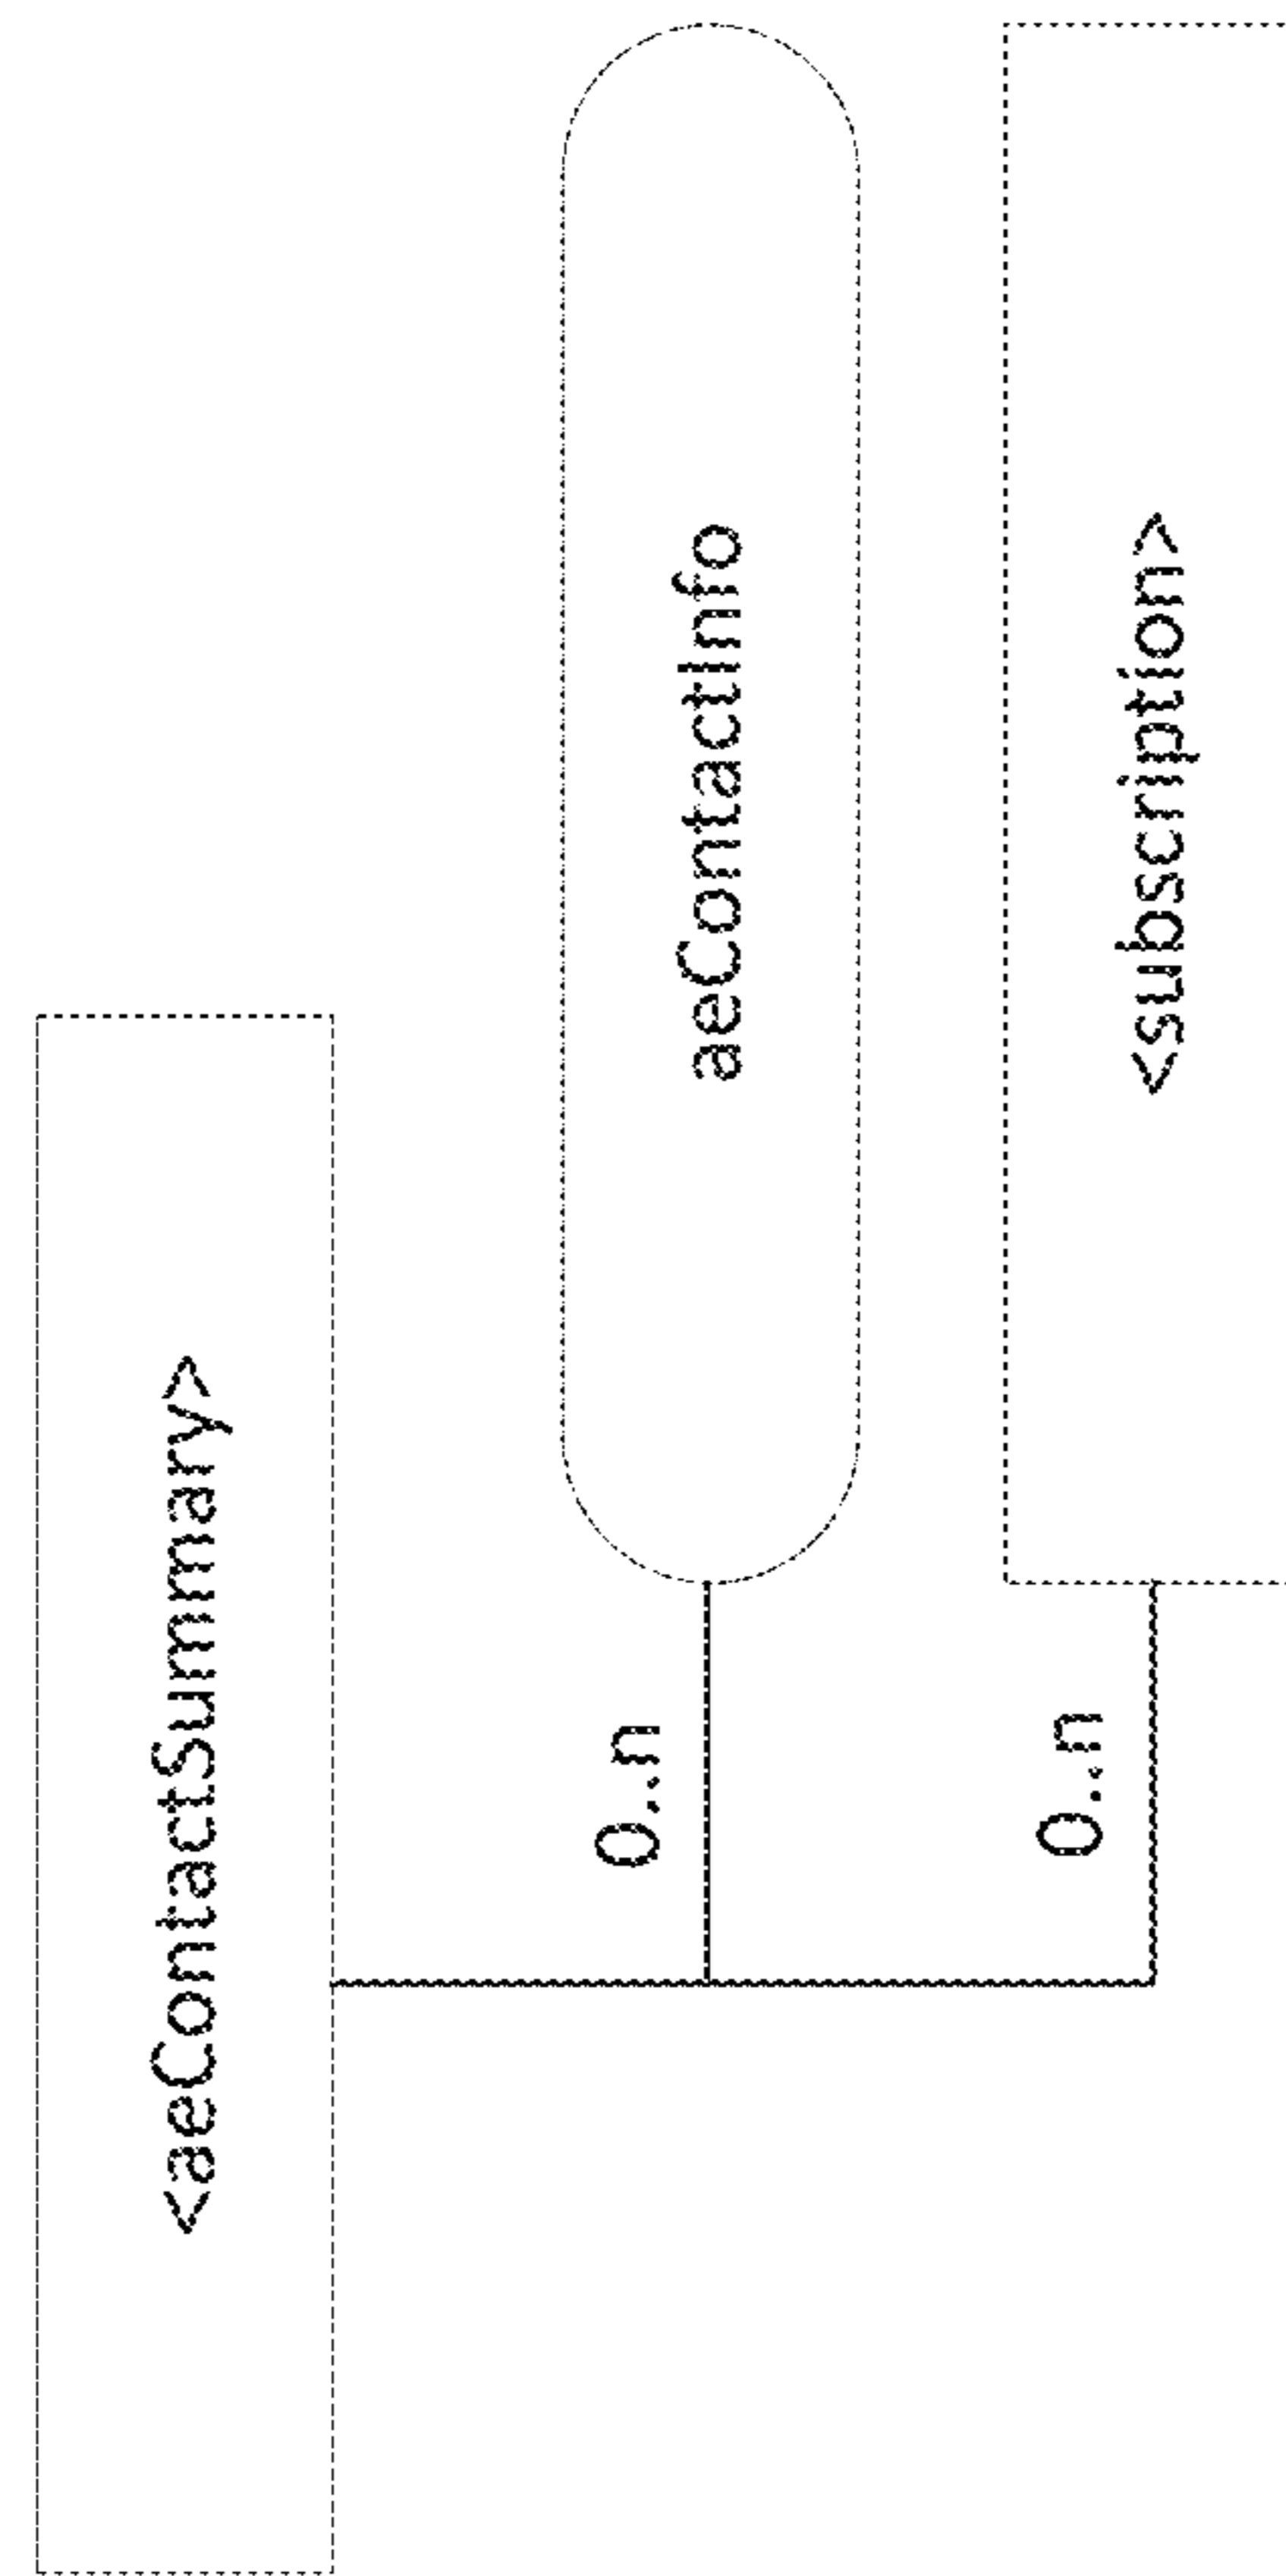 <aeContactSummary>
0..n
aeContactInfo
0..n
<subscription>